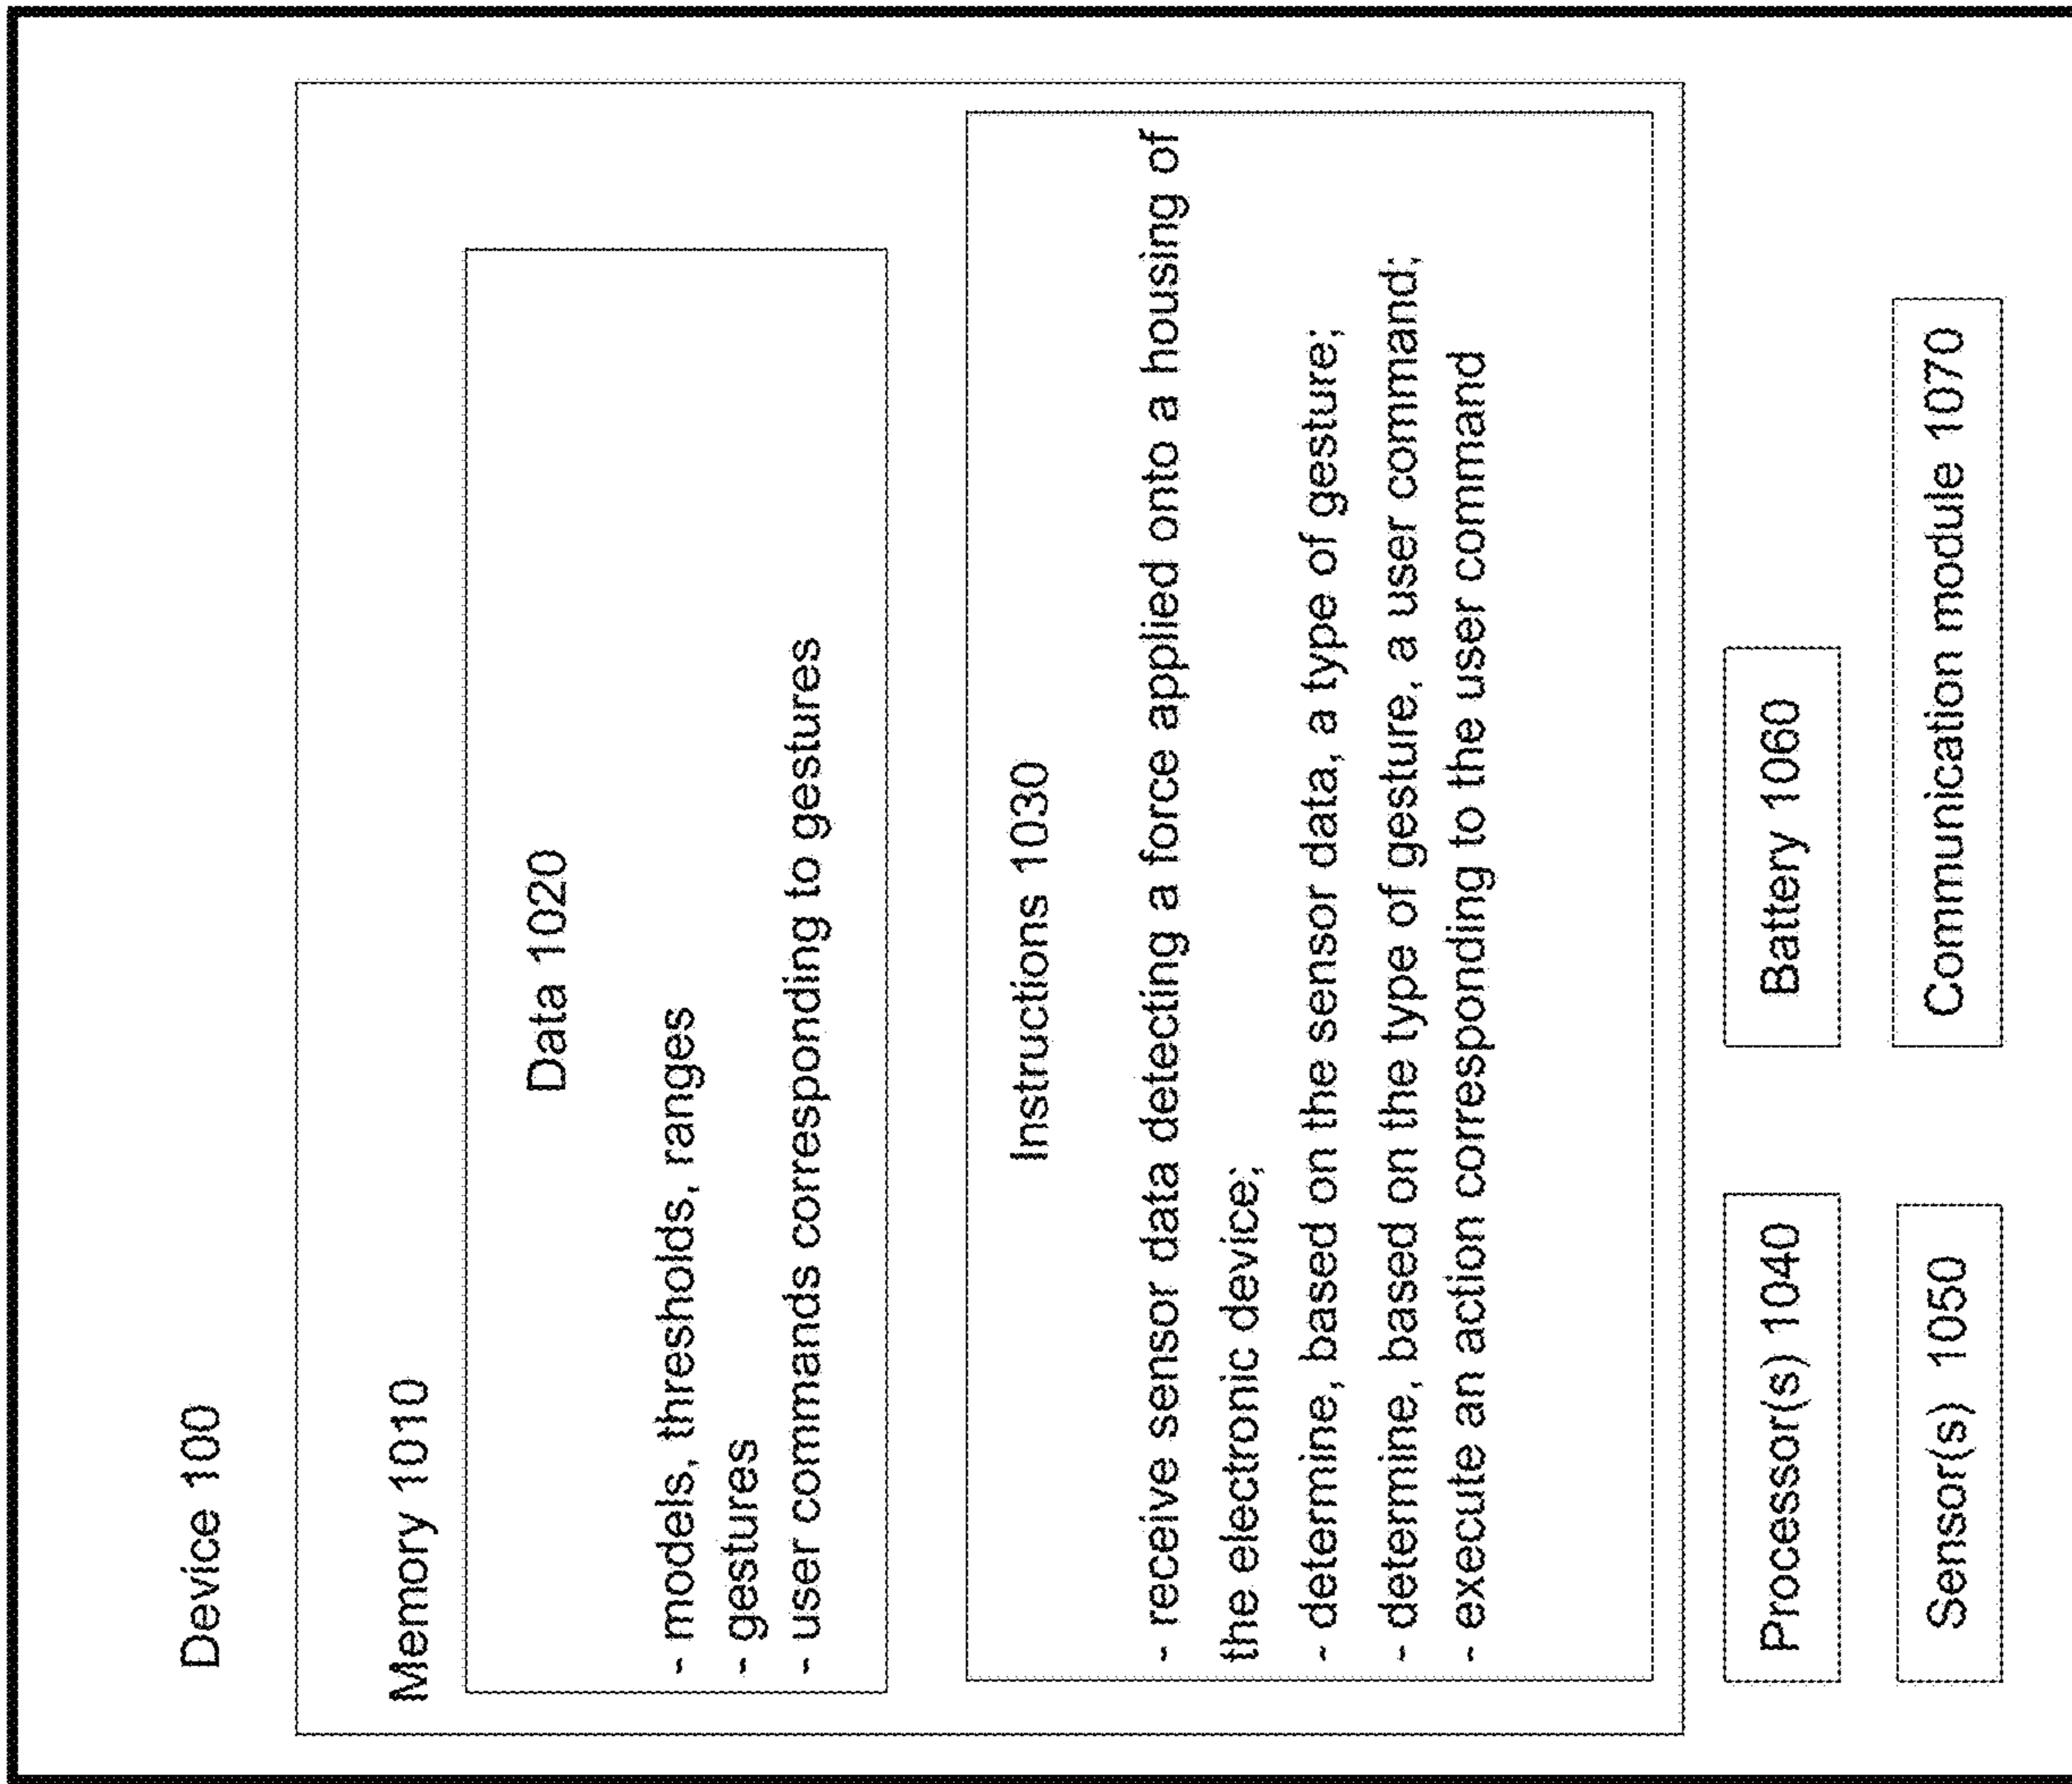 Device 100
Memory 1010
Data 1020
- models, thresholds, ranges
- gestures
- user commands corresponding to gestures
Instructions 1030
- receive sensor data detecting a force applied onto a housing of
the electronic device;
- determine, based on the sensor data, a type of gesture;
- determine, based on the type of gesture, a user command;
- execute an action corresponding to the user command
Processor(s) 1040
Battery 1060
Sensor(s) 1050
Communication module 1070